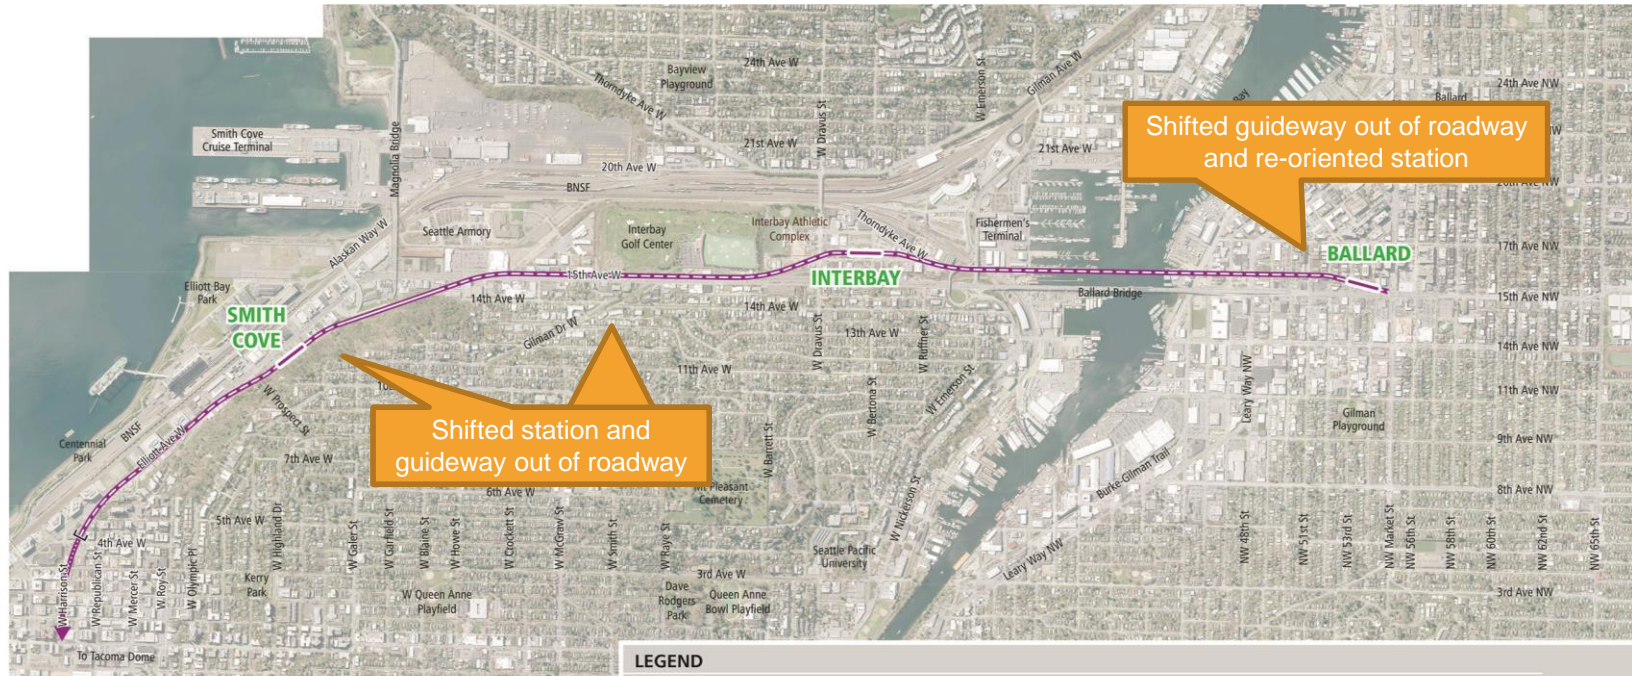 24th Ave W
Bayview
Playground
Thorndyke Ave W
W Emerson St
Gilman Ave W
24th Ave NW
Ballard
Bay
Smith Cove
Cruise Terminal
Magnolia Bridge
21st Ave W
W Dravus St
21st Ave W
Shifted guideway out of roadway
and re-oriented station
20th Ave W
BNSF
20th Ave NW
Seattle Armory
Interbay
Golf Center
Interbay Athletic
Complex
Thorndyke Ave W
Fishermen's
Terminal
17th Ave NW
BALLARD
Alaskan Way W
Elliott Bay
Park
15th Ave W
INTERBAY
Ballard Bridge
15th Ave NW
SMITH
COVE
14th Ave W
14th Ave W
Gilman Dr W
W Dravus St
13th Ave W
W Ruffner St
14th Ave NW
11th Ave W
W Emerson St
Leary Way NW
11th Ave NW
W Prospect St
W Bertona St
Shifted station and
guideway out of roadway
Gilman
Playground
Centennial
Park
BNSF
Elliott Ave W
7th Ave W
W Barrett St
9th Ave NW
Burke-Gilman Trail
6th Ave W
Mt Pleasant
Cemetery
8th Ave NW
W Nickerson St
5th Ave W
4th Ave W
W Highland Dr
W Galer St
W Garfield St
W Blaine St
W Howe St
W Crockett St
W McGraw St
W Smith St
W Raye St
Seattle Pacific
University
Leary Way NW
NW 48th St
NW 51st St
NW 53rd St
NW Market St
NW 56th St
NW 58th St
NW 60th St
NW 62nd St
NW 65th St
W Harrison St
W Republican St
W Mercer St
W Roy St
W Olympic Pl
Kerry
Park
W Queen Anne
Playfield
3rd Ave W
Dave
Rodgers
Park
Queen Anne
Bowl Playfield
3rd Ave NW
To Tacoma Dome
LEGEND